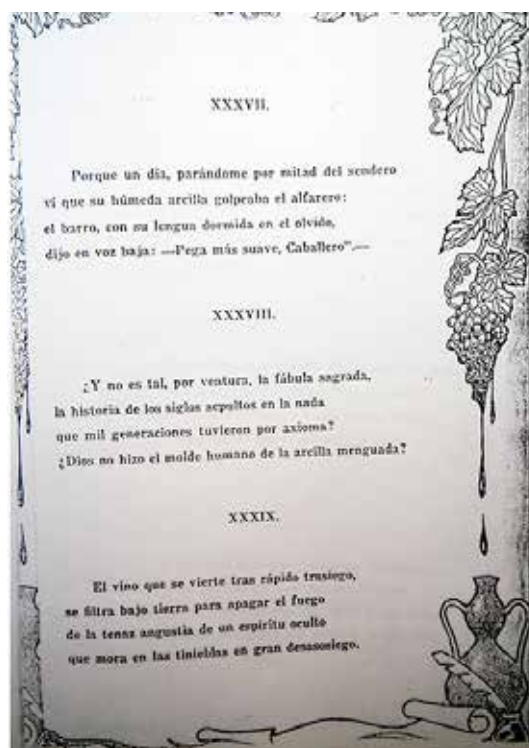 XXXVII.
Porque un día, parándome por mitad del sendero
vi que su húmeda arcilla golpeaba el alfarero:
el barro, con su lengua dormida en el olvido,
dijo en voz baja: —Pega más suave, Caballero".—
XXXVIII.
¿Y no es tal, por ventura, la fábula sagrada,
la historia de los siglos sepultos en la nada
que mil generaciones tuvieron por axioma?
¿Dios no hizo el molde humano de la arcilla menguada?
XXXIX.
El vino que se vierte tras rápido trasiego,
se filtra bajo tierra para apagar el fuego
de la tenaz angustia de un espíritu oculto
que mora en las tinieblas en gran desasosiego.